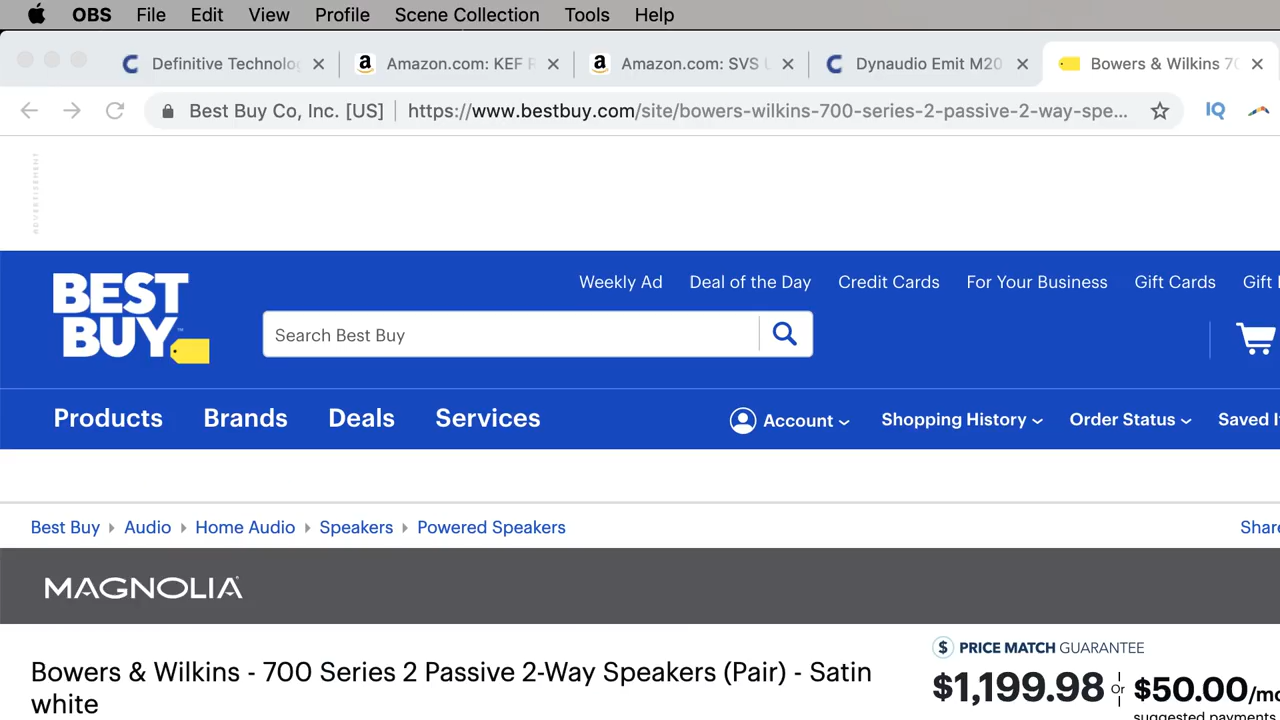 OBS File Edit View Profile Scene Collection Tools Help
Definitive Technolo Amazon.com: KEF R Amazon.com: SVS U Dynaudio Emit M20 Bowers & Wilkins 70
Best Buy Co, Inc. [US] https://www.bestbuy.com/site/bowers-wilkins-700-series-2-passive-2-way-spe... IQ
ADVERTISEMENT
Weekly Ad Deal of the Day Credit Cards For Your Business Gift Cards Gift
BEST BUY™
Search Best Buy
Products Brands Deals Services Account Shopping History Order Status Saved
Best Buy Audio Home Audio Speakers Powered Speakers Share
MAGNOLIA
PRICE MATCH GUARANTEE
Bowers & Wilkins - 700 Series 2 Passive 2-Way Speakers (Pair) - Satin
white
$1,199.98 Or $50.00/mo
suggested payments